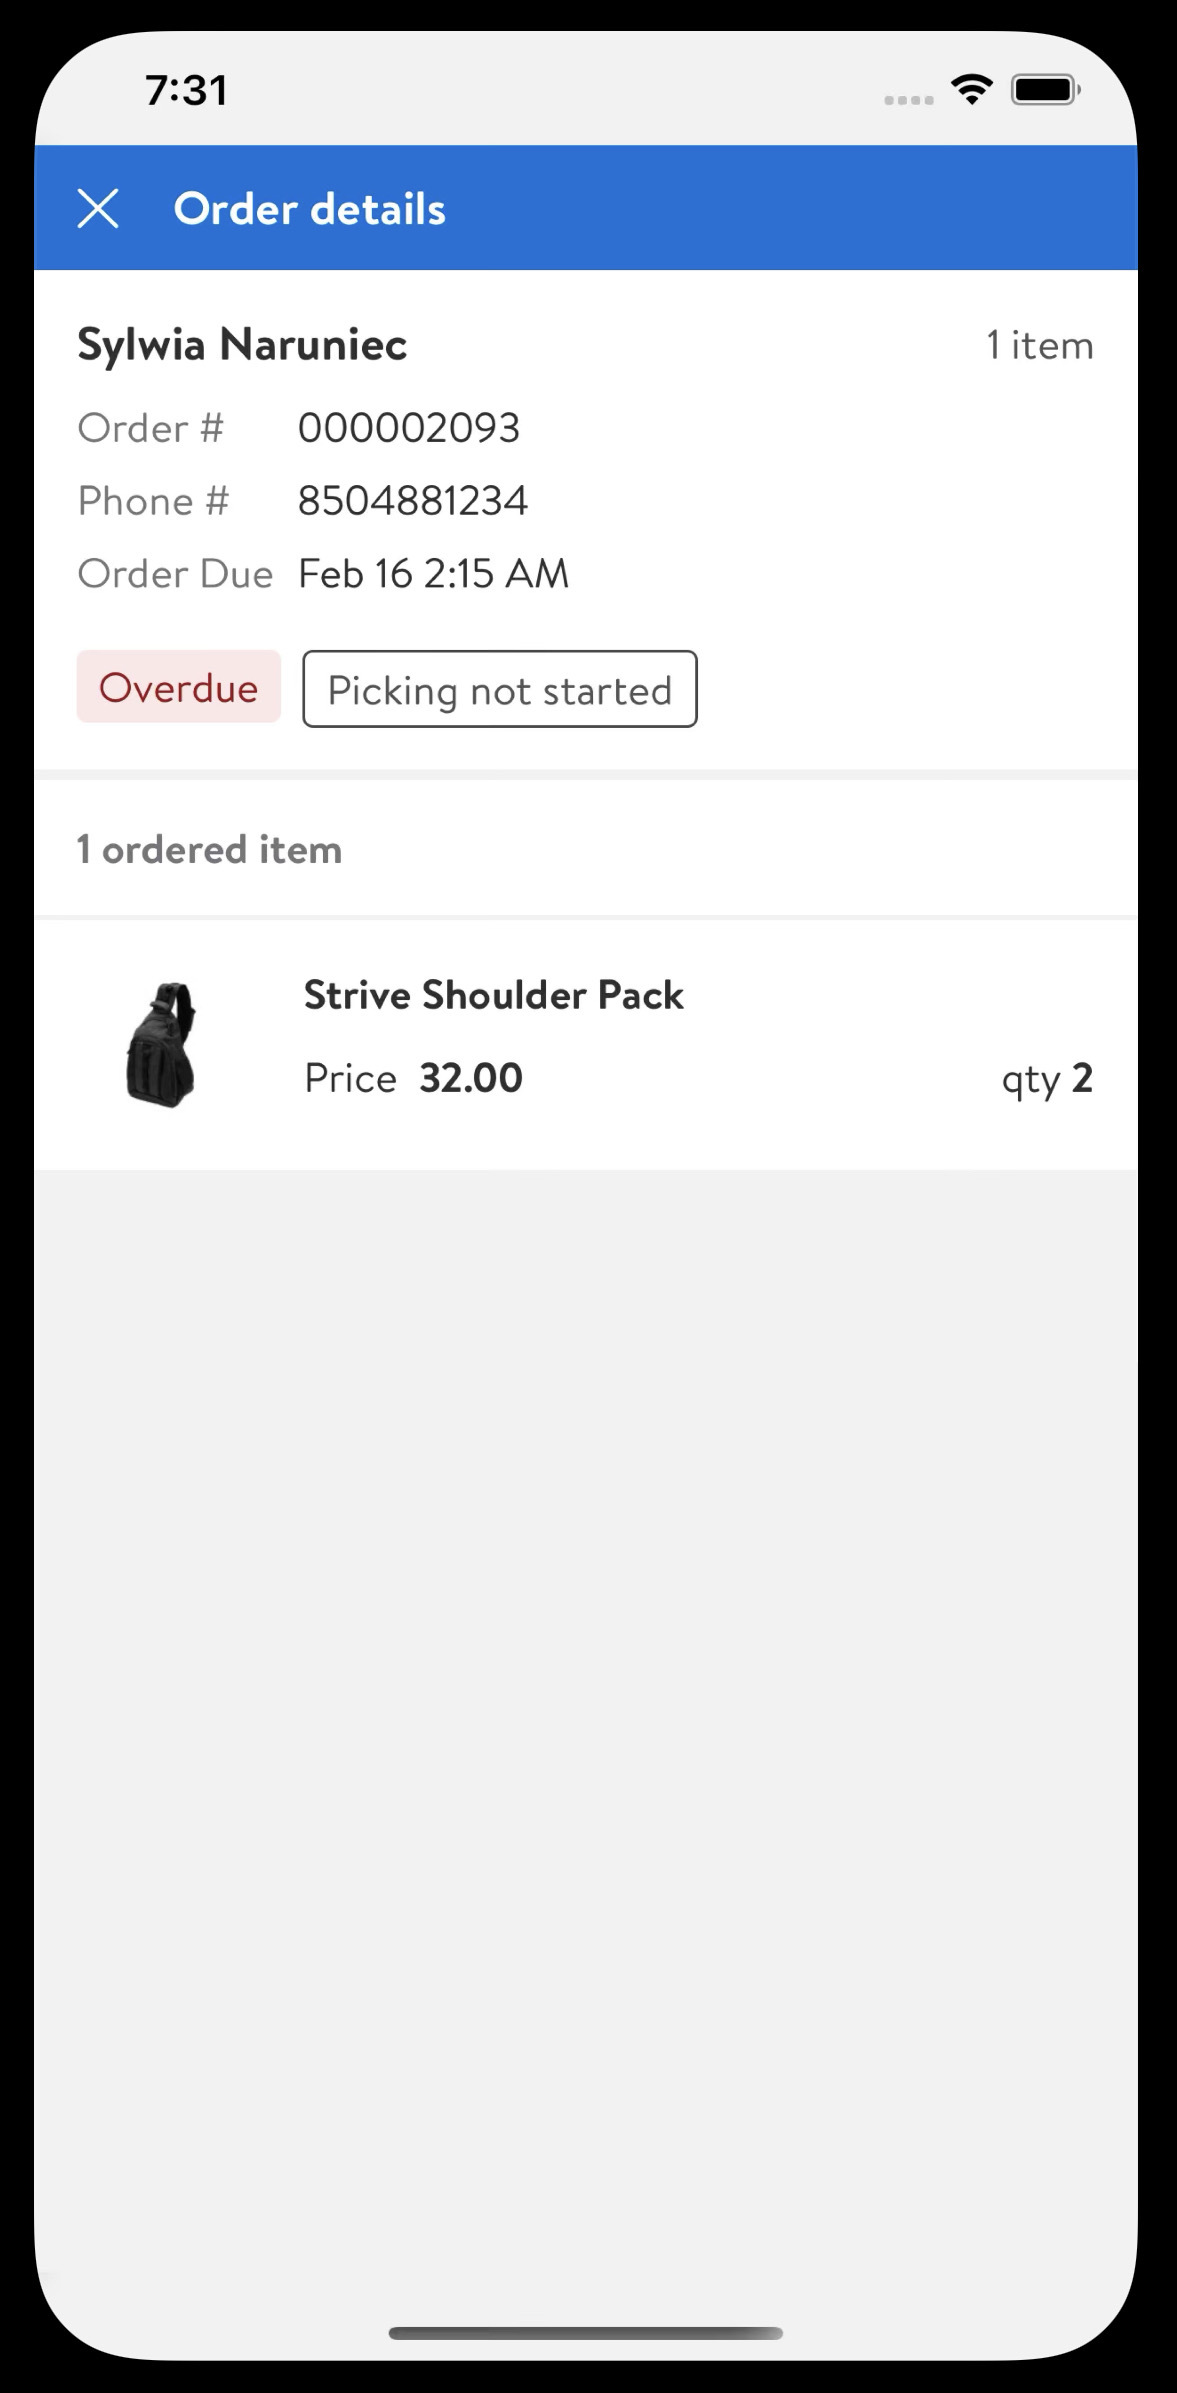 7:31
Order details
Sylwia Naruniec 1 item
Order # 000002093
Phone # 8504881234
Order Due Feb 16 2:15 AM
Overdue Picking not started
1 ordered item
Strive Shoulder Pack
Price 32.00 qty 2